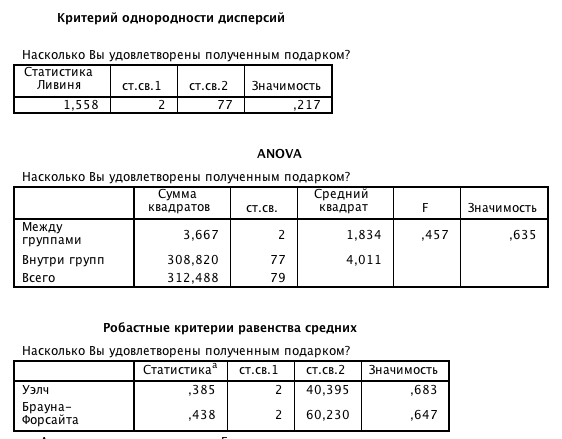 Критерий однородности дисперсий
Насколько Вы удовлетворены полученным подарком?
Статистика Ливиня ст.св.1 ст.св.2 Значимость
1,558 2 77 ,217
ANOVA
Насколько Вы удовлетворены полученным подарком?
Сумма квадратов ст.св. Средний квадрат F Значимость
Между группами 3,667 2 1,834 ,457 ,635
Внутри групп 308,820 77 4,011
Всего 312,488 79
Робастные критерии равенства средних
Насколько Вы удовлетворены полученным подарком?
Статистикаa ст.св.1 ст.св.2 Значимость
Уэлч ,385 2 40,395 ,683
Брауна-Форсайта ,438 2 60,230 ,647